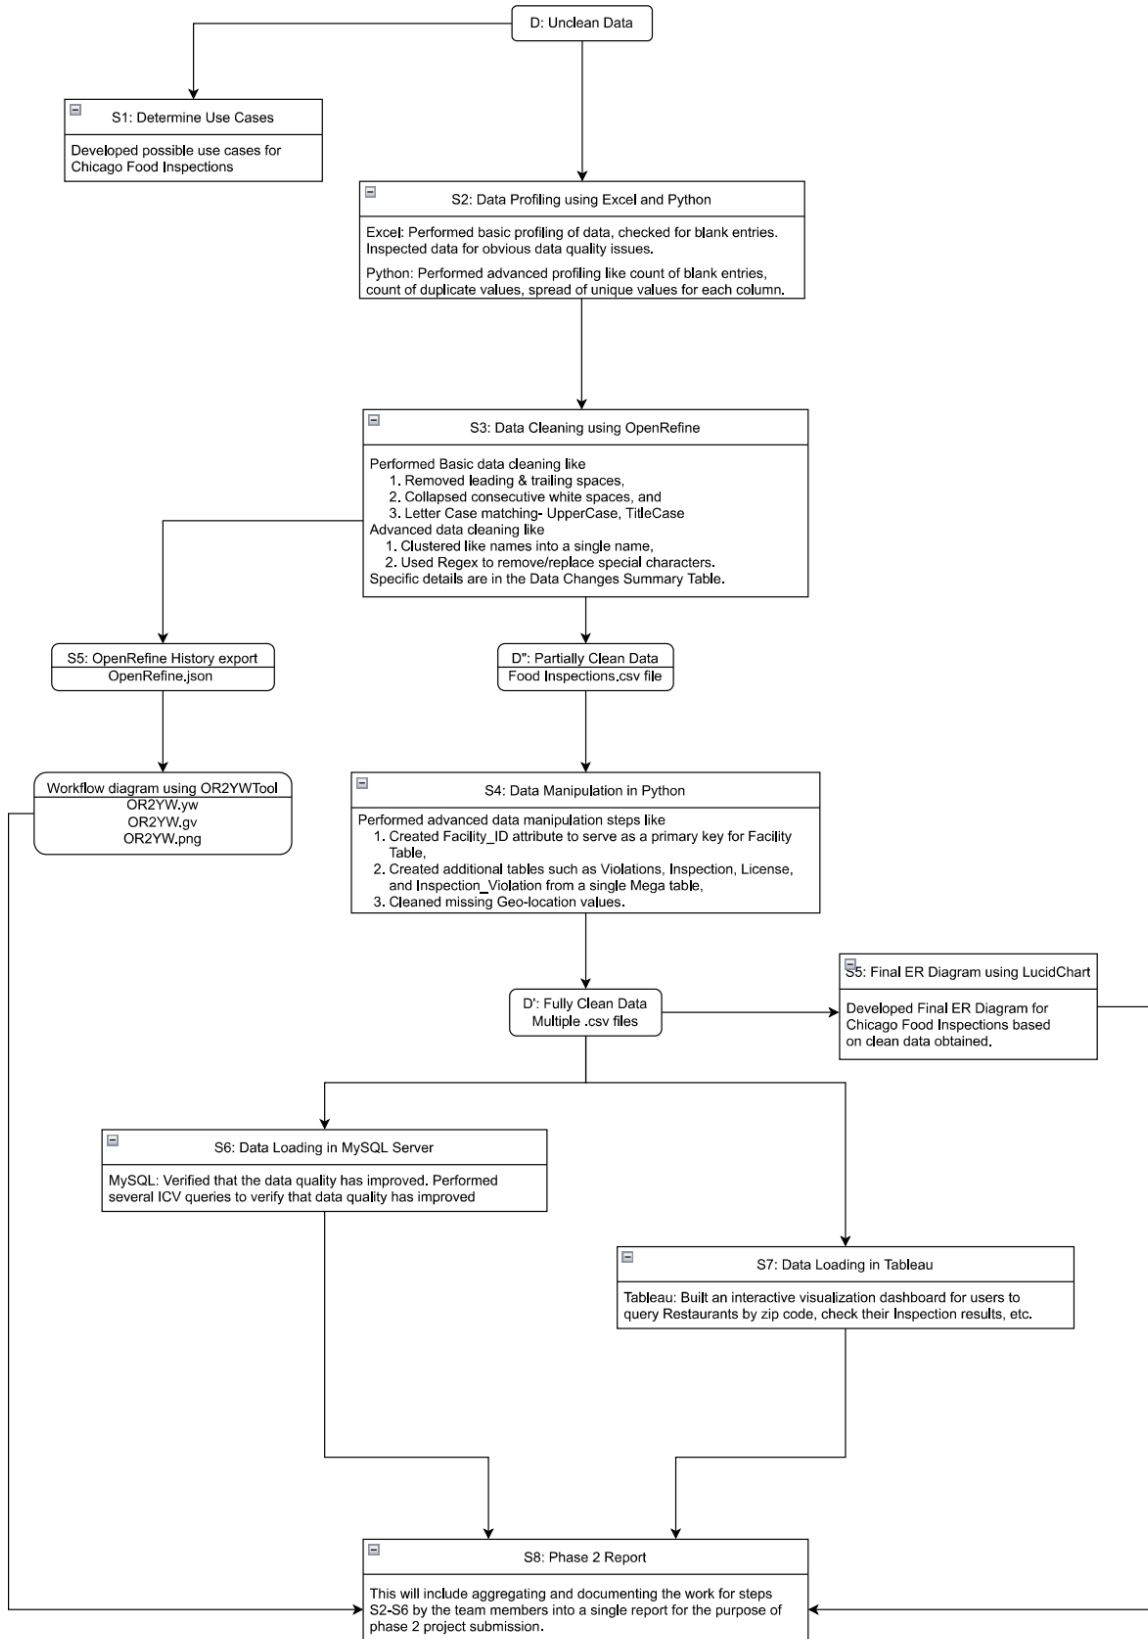 D: Unclean Data
S1: Determine Use Cases
Developed possible use cases for
Chicago Food Inspections
S2: Data Profiling using Excel and Python
Excel: Performed basic profiling of data, checked for blank entries.
Inspected data for obvious data quality issues.
Python: Performed advanced profiling like count of blank entries,
count of duplicate values, spread of unique values for each column.
S3: Data Cleaning using OpenRefine
Performed Basic data cleaning like
1. Removed leading & trailing spaces,
2. Collapsed consecutive white spaces, and
3. Letter Case matching- UpperCase, TitleCase
Advanced data cleaning like
1. Clustered like names into a single name,
2. Used Regex to remove/replace special characters.
Specific details are in the Data Changes Summary Table.
S5: OpenRefine History export
OpenRefine.json
D": Partially Clean Data
Food Inspections.csv file
Workflow diagram using OR2YWTool
OR2YW.yw
OR2YW.gv
OR2YW.png
S4: Data Manipulation in Python
Performed advanced data manipulation steps like
1. Created Facility_ID attribute to serve as a primary key for Facility
Table,
2. Created additional tables such as Violations, Inspection, License,
and Inspection_Violation from a single Mega table,
3. Cleaned missing Geo-location values.
D': Fully Clean Data
Multiple .csv files
S5: Final ER Diagram using LucidChart
Developed Final ER Diagram for
Chicago Food Inspections based
on clean data obtained.
S6: Data Loading in MySQL Server
MySQL: Verified that the data quality has improved. Performed
several ICV queries to verify that data quality has improved
S7: Data Loading in Tableau
Tableau: Built an interactive visualization dashboard for users to
query Restaurants by zip code, check their Inspection results, etc.
S8: Phase 2 Report
This will include aggregating and documenting the work for steps
S2-S6 by the team members into a single report for the purpose of
phase 2 project submission.